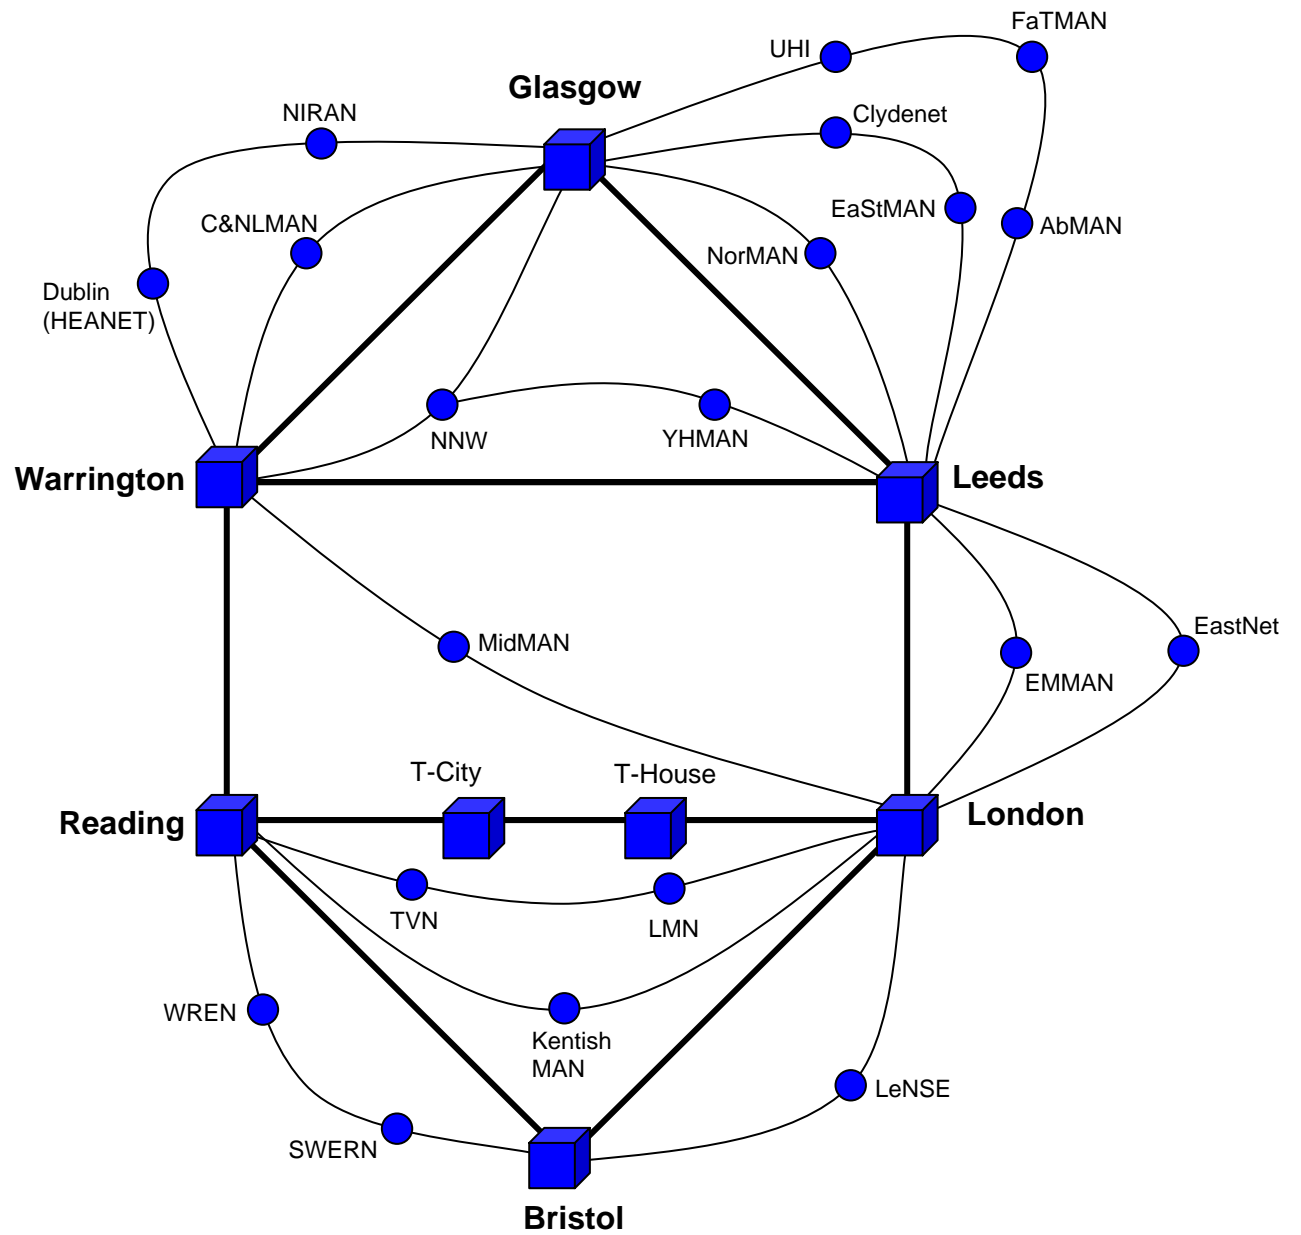 FaTMAN
UHI
Glasgow
NIRAN
Clydenet
C&NLMAN
EaStMAN
AbMAN
NorMAN
Dublin
(HEANET)
NNW
YHMAN
Warrington
Leeds
EastNet
MidMAN
EMMAN
T-City
T-House
Reading
London
TVN
LMN
WREN
Kentish
MAN
LeNSE
SWERN
Bristol